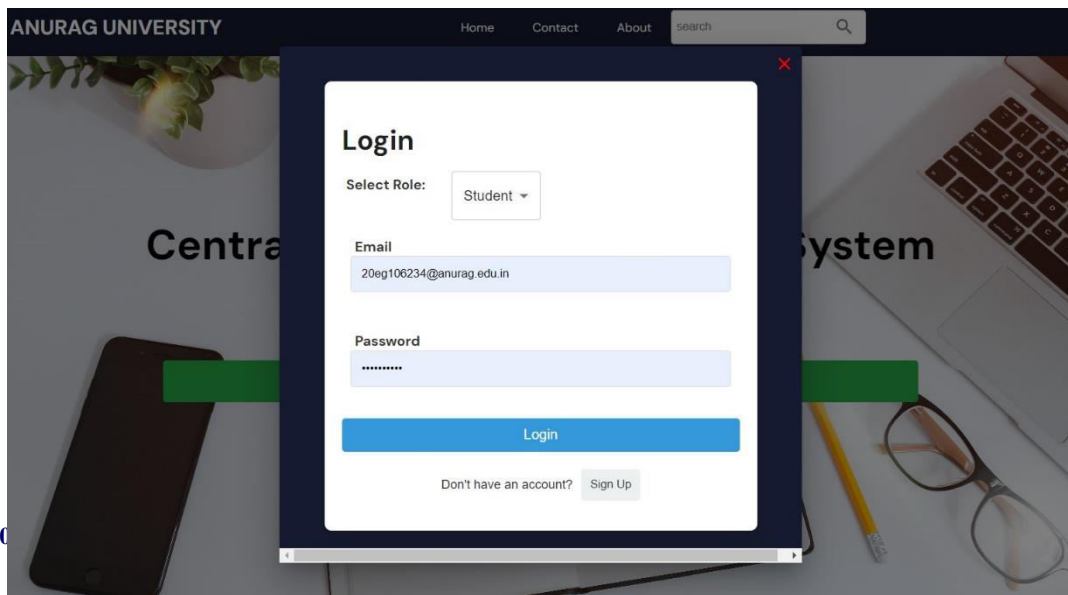 ANURAG UNIVERSITY Home Contact About search
Login
Select Role: Student
Centra ystem
Email
20eg106234@anurag.edu.in
Password
••••••••••
Login
Don't have an account? Sign Up